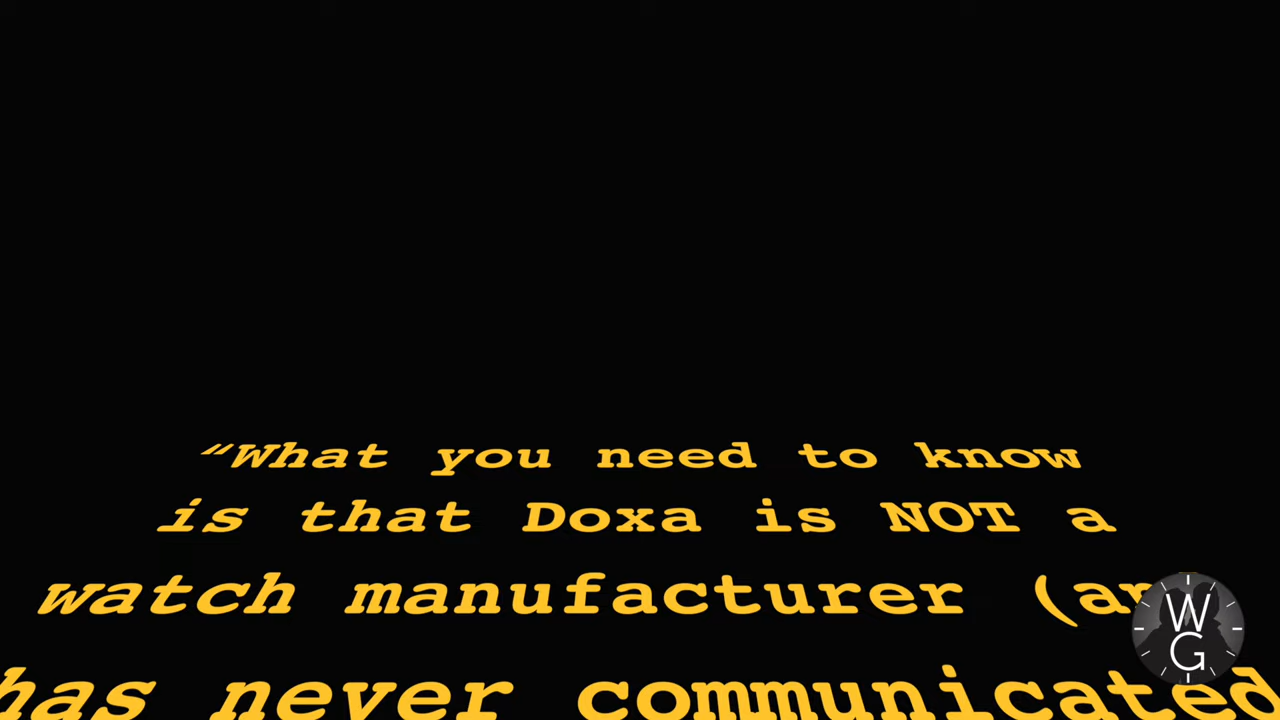 “What you need to know
is that Doxa is NOT a
watch manufacturer
has never communicated
W
G